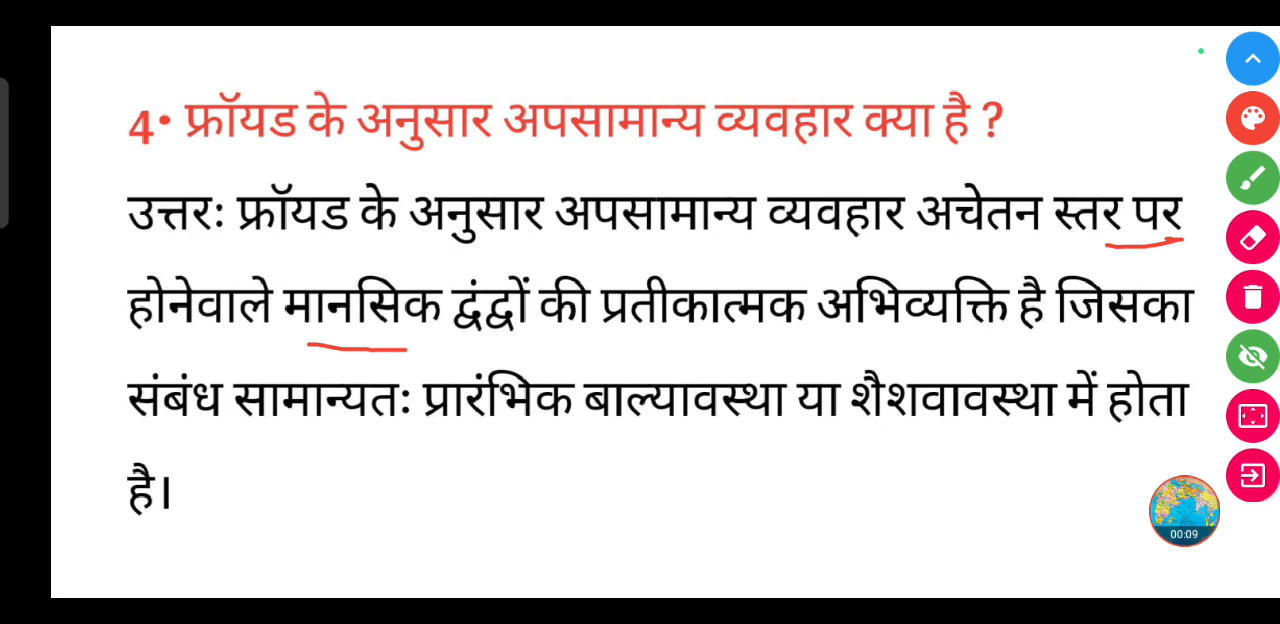 4• फ्रॉयड के अनुसार अपसामान्य व्यवहार क्या है ?
उत्तरः फ्रॉयड के अनुसार अपसामान्य व्यवहार अचेतन स्तर पर
होनेवाले मानसिक द्वंद्वों की प्रतीकात्मक अभिव्यक्ति है जिसका
संबंध सामान्यतः प्रारंभिक बाल्यावस्था या शैशवावस्था में होता
है।
00:09